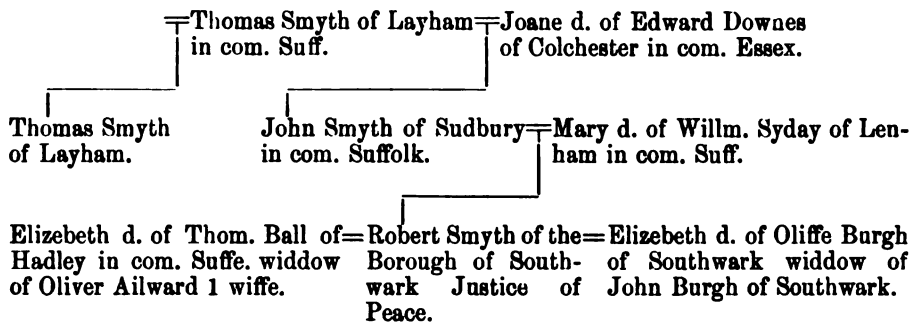 Thomas Smyth of Layham Joane d. of Edward Downes
in com. Suff. of Colchester in com. Essex.
Thomas Smyth John Smyth of Sudbury Mary d. of Willm. Syday of Len-
of Layham. in com. Suffolk. ham in com. Suff.
Elizebeth d. of Thom. Ball of=Robert Smyth of the=Elizebeth d. of Oliffe Burgh
Hadley in com. Suffe. widdow Borough of South- of Southwark widdow of
of Oliver Ailward 1 wiffe. wark Justice of John Burgh of Southwark.
Peace.